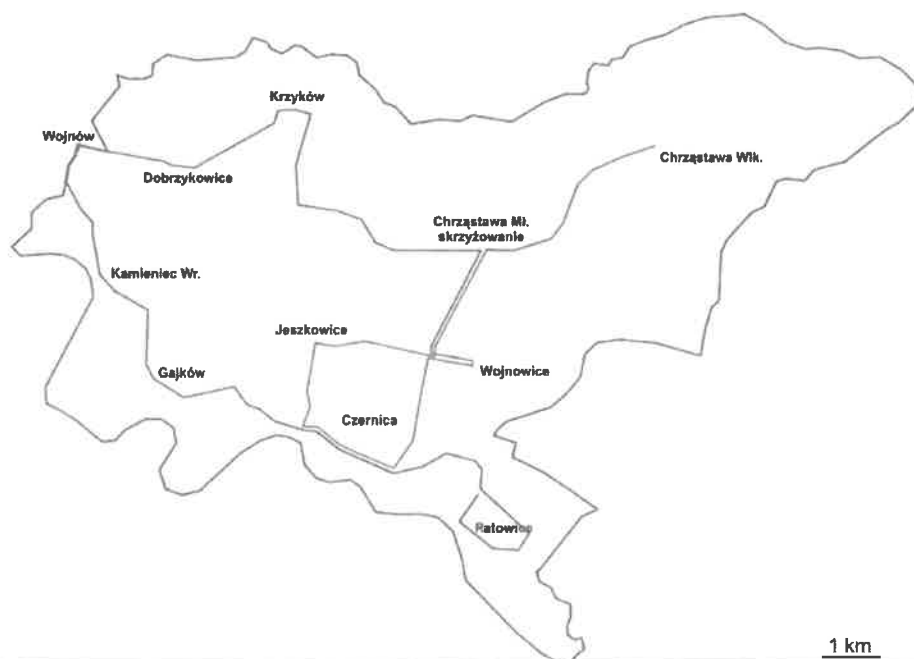 Krzyków
Wojnów
Dobrzykowice
Chrząstawa Wlk.
Chrząstawa Mł.
skrzyżowanie
Kamieniec Wr.
Jeszkowice
Wojnowice
Gajków
Czernica
Ratowice
1 km